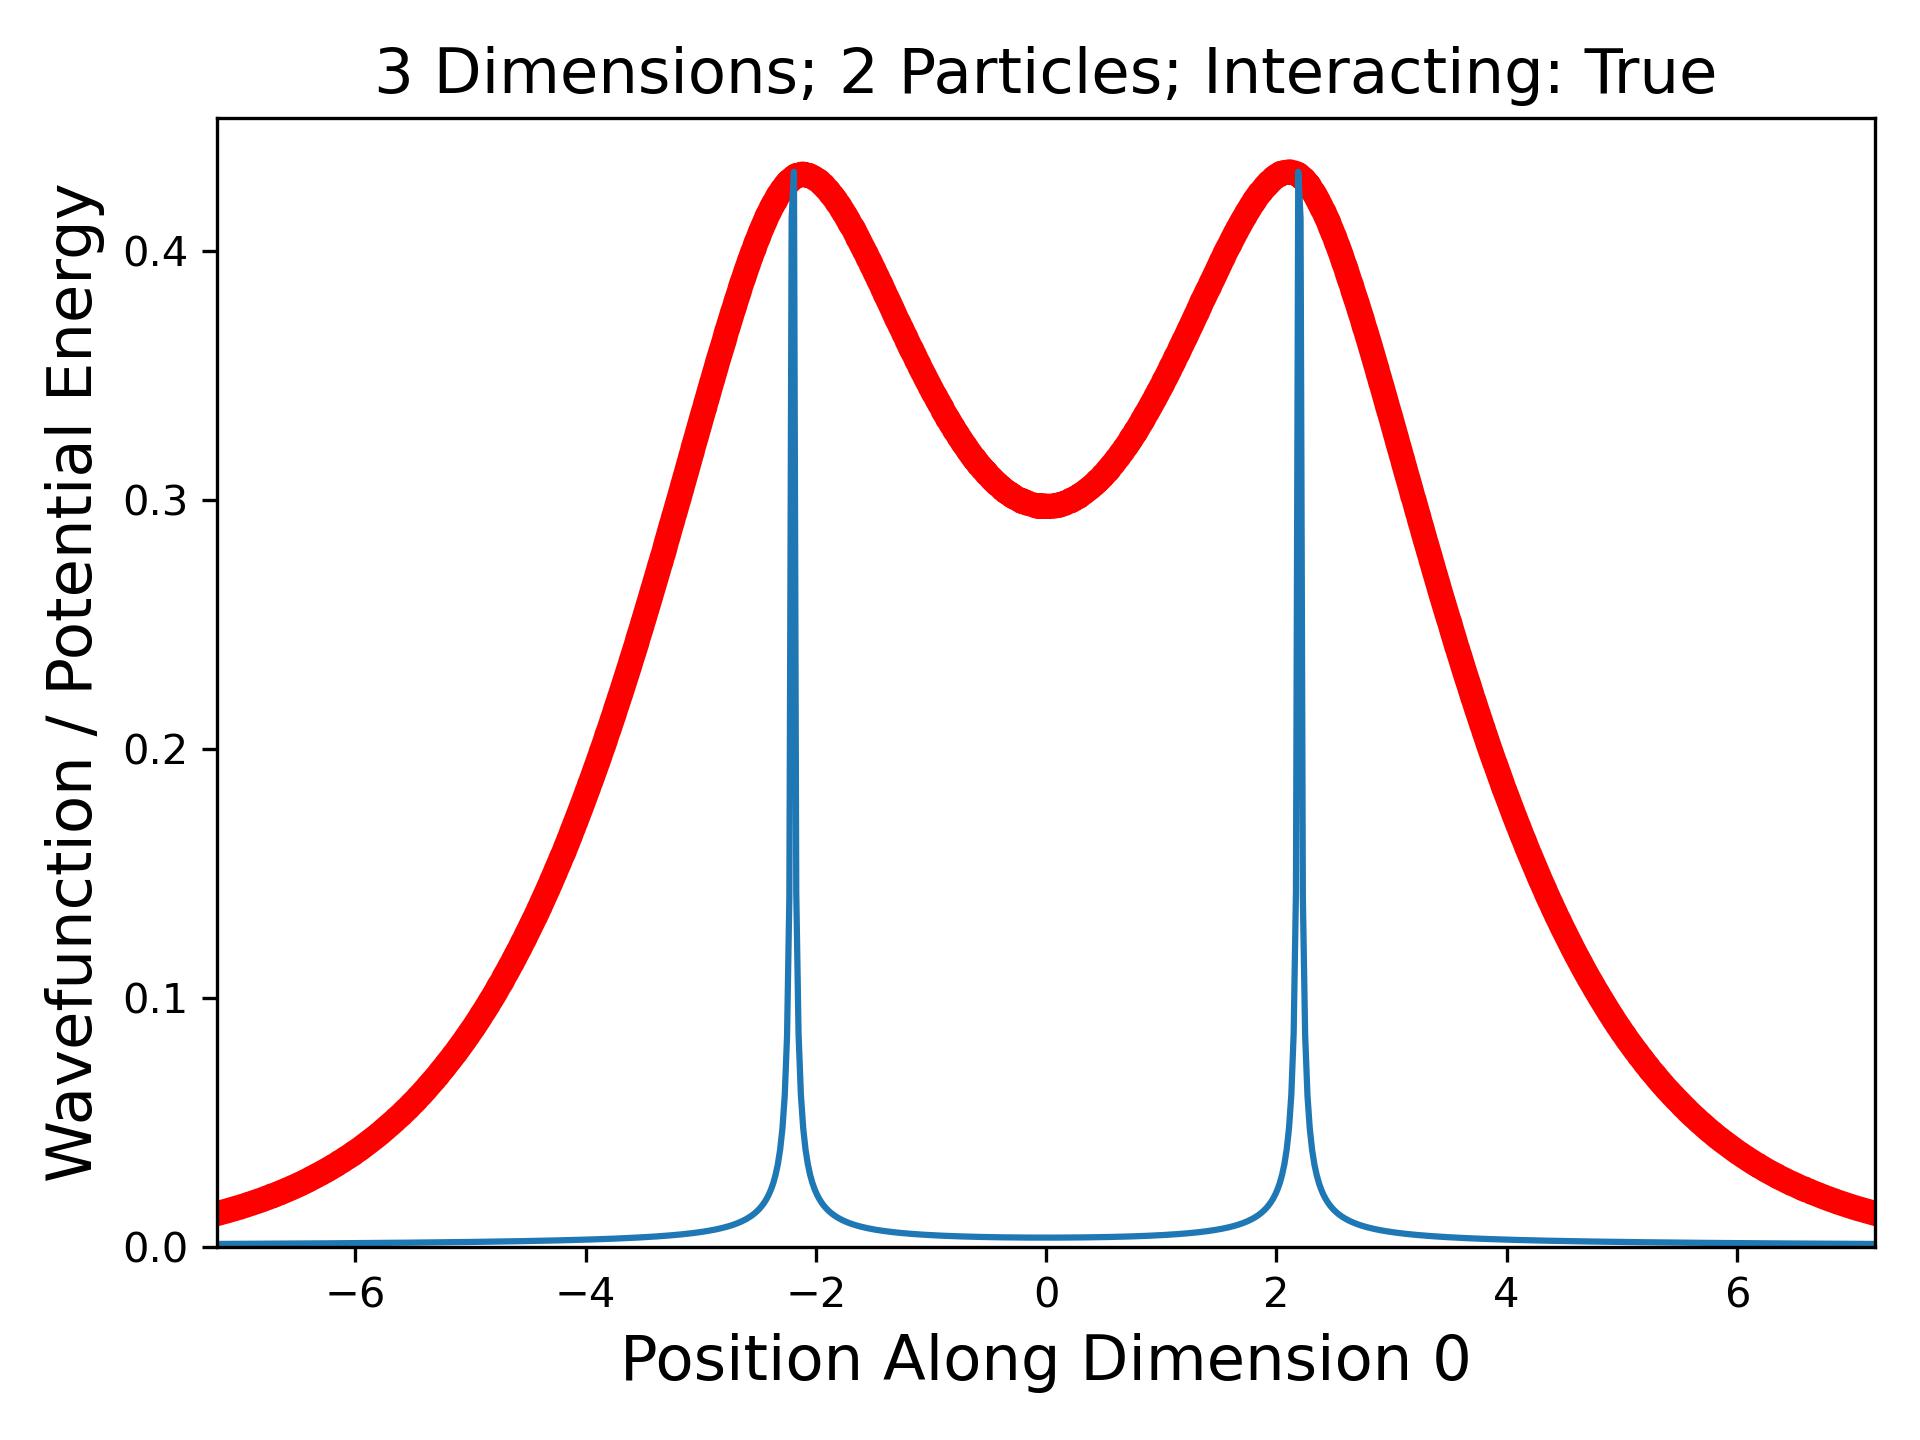 3 Dimensions; 2 Particles; Interacting: True
Wavefunction / Potential Energy
0.4
0.3
0.2
0.1
0.0
−6 −4 −2 0 2 4 6
Position Along Dimension 0